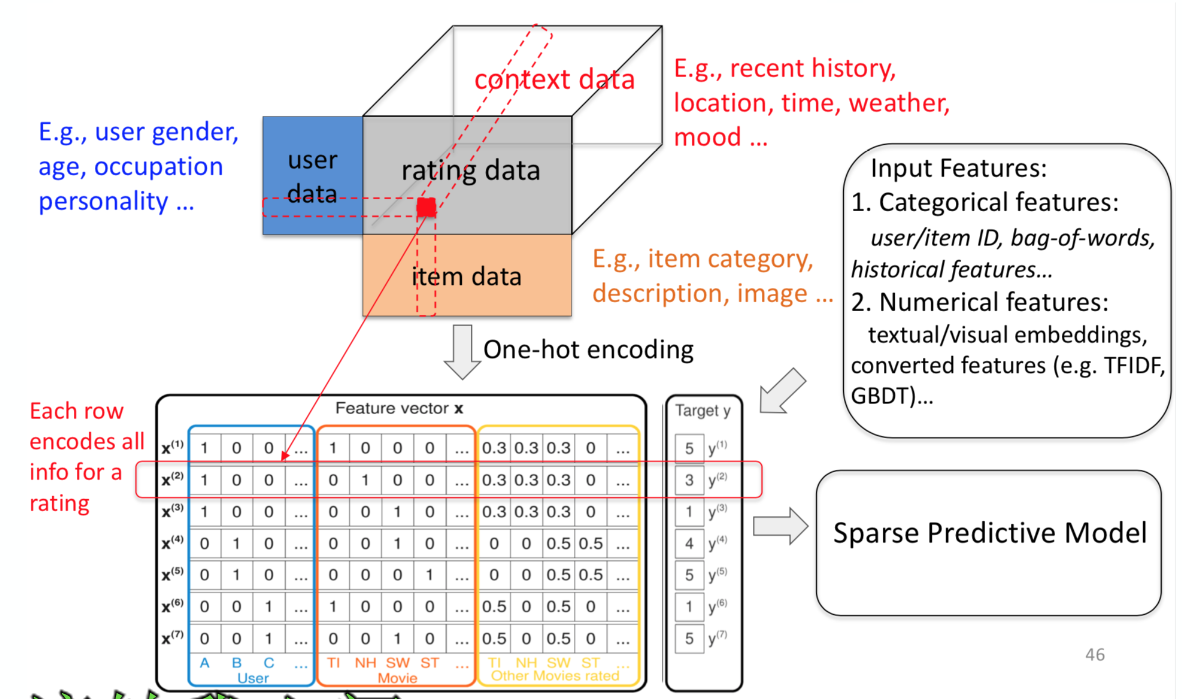 context data
E.g., recent history,
location, time, weather,
mood ...
E.g., user gender,
age, occupation
personality ...
user
data
rating data
item data
E.g., item category,
description, image ...
Input Features:
1. Categorical features:
user/item ID, bag-of-words,
historical features...
2. Numerical features:
textual/visual embeddings,
converted features (e.g. TFIDF,
GBDT)...
One-hot encoding
Each row
encodes all
info for a
rating
Feature vector x
Target y
x(1) 1 0 0 ... 1 0 0 0 ... 0.3 0.3 0.3 0 ... 5 y(1)
x(2) 1 0 0 ... 0 1 0 0 ... 0.3 0.3 0.3 0 ... 3 y(2)
x(3) 1 0 0 ... 0 0 1 0 ... 0.3 0.3 0.3 0 ... 1 y(3)
x(4) 0 1 0 ... 0 0 1 0 ... 0 0 0.5 0.5 ... 4 y(4)
x(5) 0 1 0 ... 0 0 0 1 ... 0 0 0.5 0.5 ... 5 y(5)
x(6) 0 0 1 ... 1 0 0 0 ... 0.5 0 0.5 0 ... 1 y(6)
x(7) 0 0 1 ... 0 0 1 0 ... 0.5 0 0.5 0 ... 5 y(7)
A B C ... TI NH SW ST ... TI NH SW ST ...
User Movie Other Movies rated
Sparse Predictive Model
46